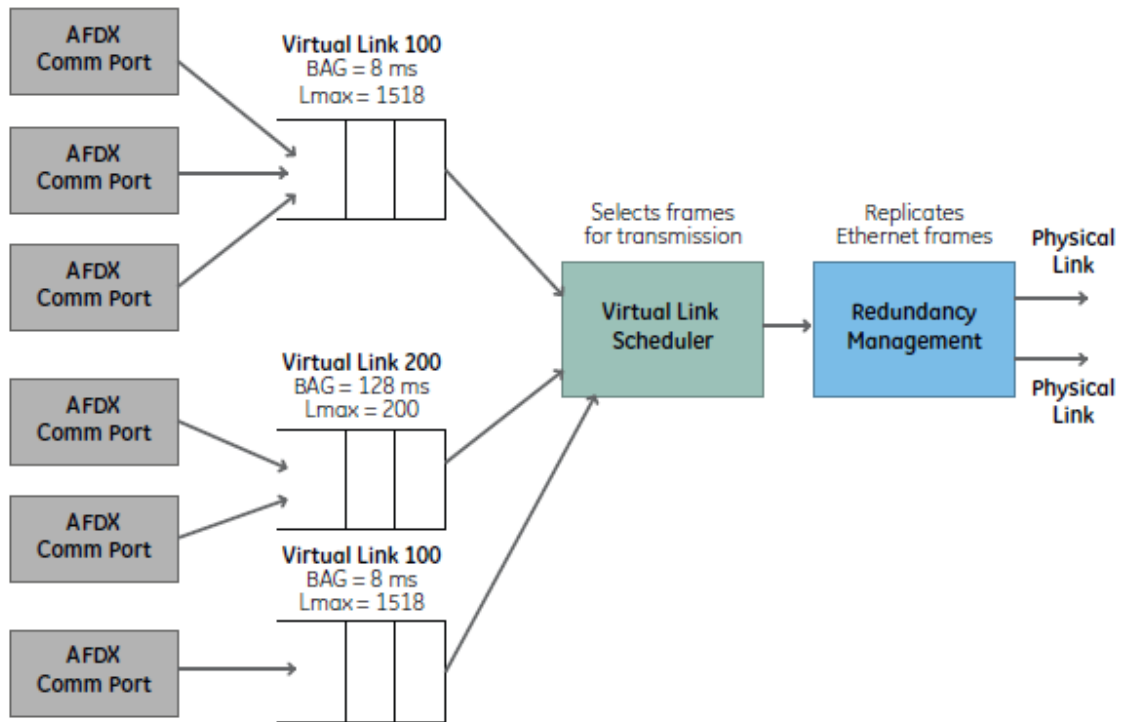 AFDX
Comm Port
Virtual Link 100
BAG = 8 ms
Lmax = 1518
AFDX
Comm Port
AFDX
Comm Port
Selects frames
for transmission
Replicates
Ethernet frames
Physical
Link
Virtual Link
Scheduler
Redundancy
Management
Physical
Link
Virtual Link 200
BAG = 128 ms
Lmax = 200
AFDX
Comm Port
AFDX
Comm Port
Virtual Link 100
BAG = 8 ms
Lmax = 1518
AFDX
Comm Port